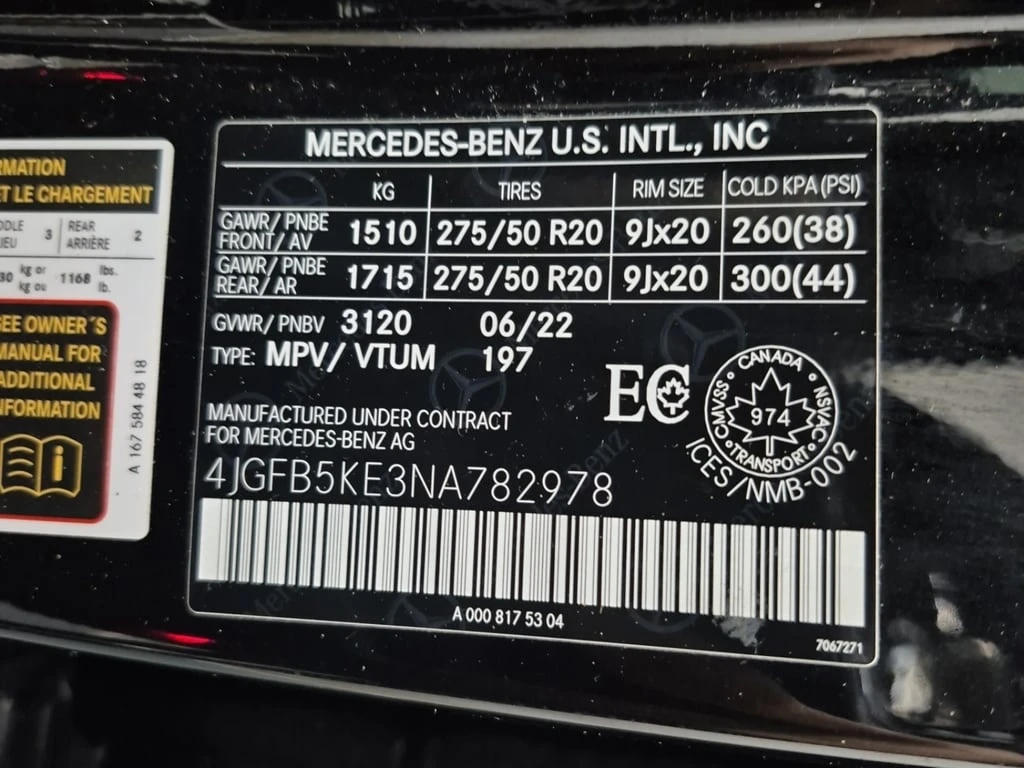 RMATION
ET LE CHARGEMENT
3 REAR ARRIÈRE 2
kg or kg ou 1168 lbs. lb.
OWNER´S
MANUAL FOR
ADDITIONAL
NFORMATION
A 167 584 48 18
MERCEDES-BENZ U.S. INTL., INC
KG TIRES RIM SIZE COLD KPA (PSI)
GAWR/ PNBE
FRONT/ AV 1510 275/50 R20 9Jx20 260(38)
GAWR/ PNBE
REAR/ AR 1715 275/50 R20 9Jx20 300(44)
GVWR/ PNBV 3120 06/22
TYPE: MPV/ VTUM 197
MANUFACTURED UNDER CONTRACT
FOR MERCEDES-BENZ AG
4JGFB5KE3NA782978
EC
CANADA
NSVAC
TRANSPORT
CMVSS
974
ICES/NMB-002
A 000 817 53 04
7067271